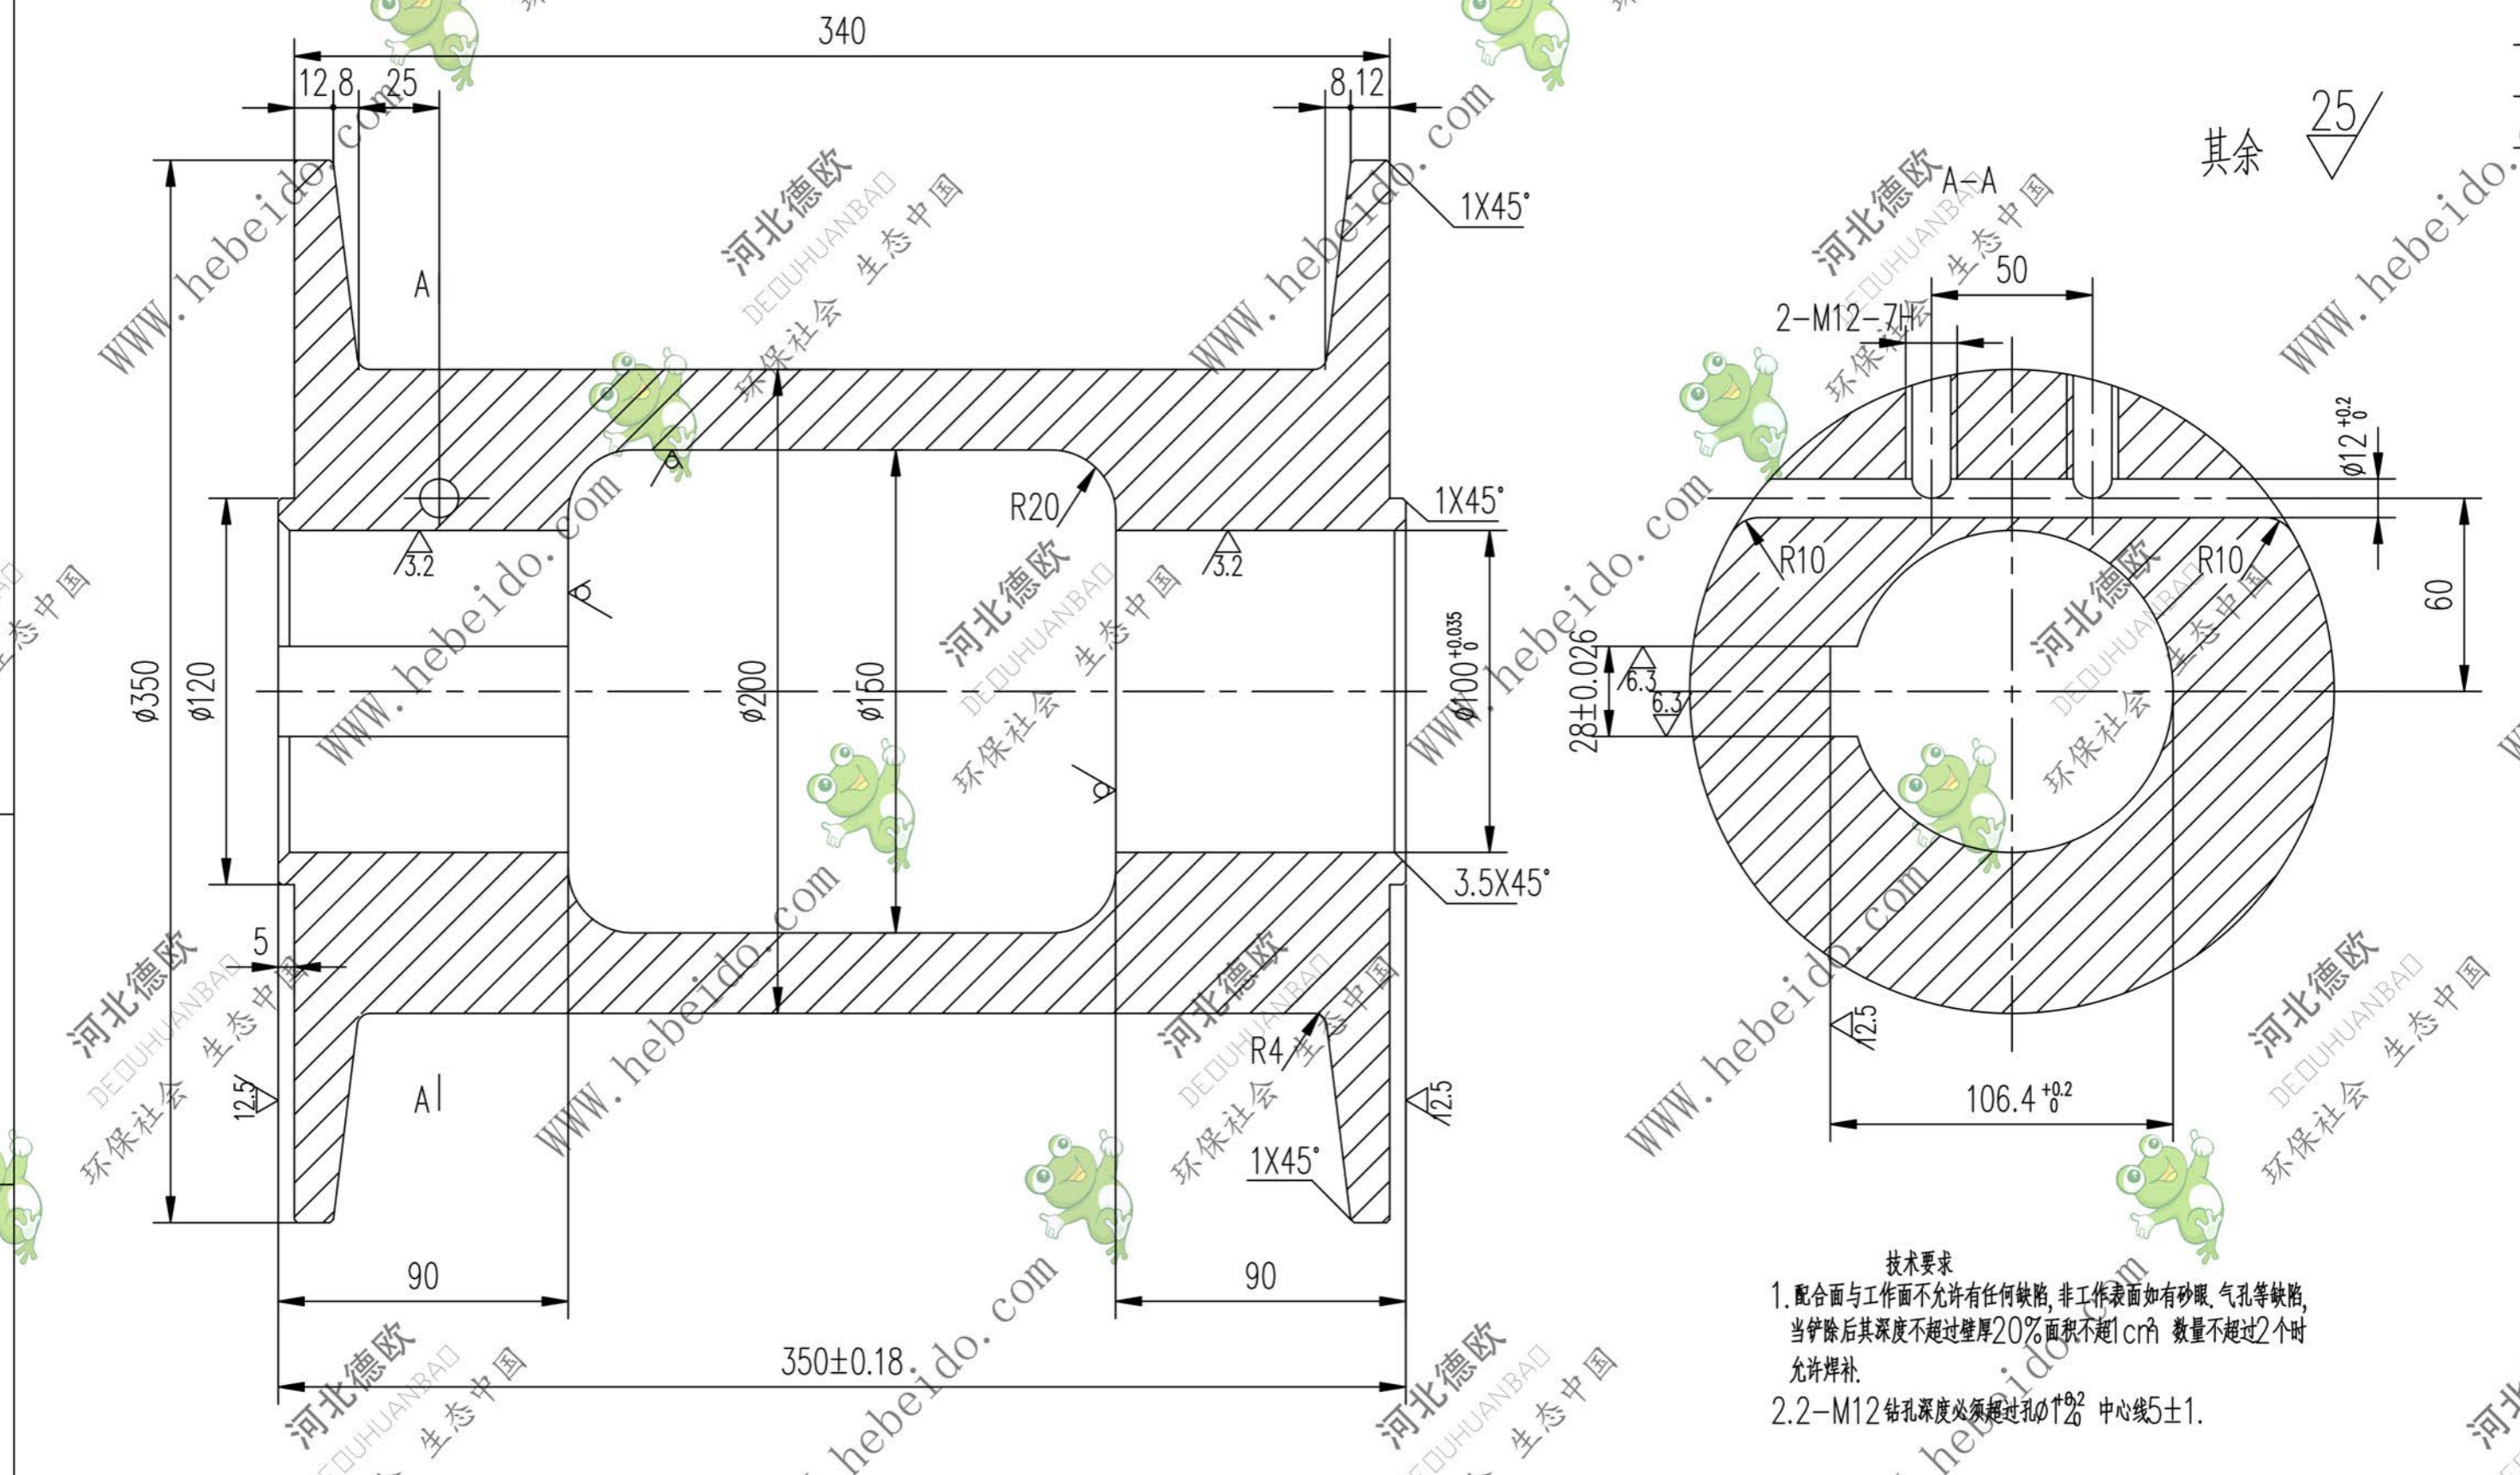 340
12 8 25
8 12
其余 25
1X45°
A-A
A
50
2-M12-7H
ϕ12 +0.2 0
R20
1X45°
3.2
3.2
R10
R10
60
ϕ350
ϕ120
ϕ200
ϕ150
ϕ100 +0.035 0
28±0.026
6.3
6.3
3.5X45°
5
R4
12.5
A
12.5
12.5
1X45°
106.4 +0.2 0
90
90
350±0.18
技术要求
1.配合面与工作面不允许有任何缺陷,非工作表面如有砂眼.气孔等缺陷,
当铲除后其深度不超过壁厚20%面积不超1cm² 数量不超过2个时
允许焊补.
2.2-M12钻孔深度必须超过孔ϕ12 +0.2 0 中心线5±1.
河北德欧
DEOUHUANBAO
环保社会 生态中国
WWW.hebeido.com